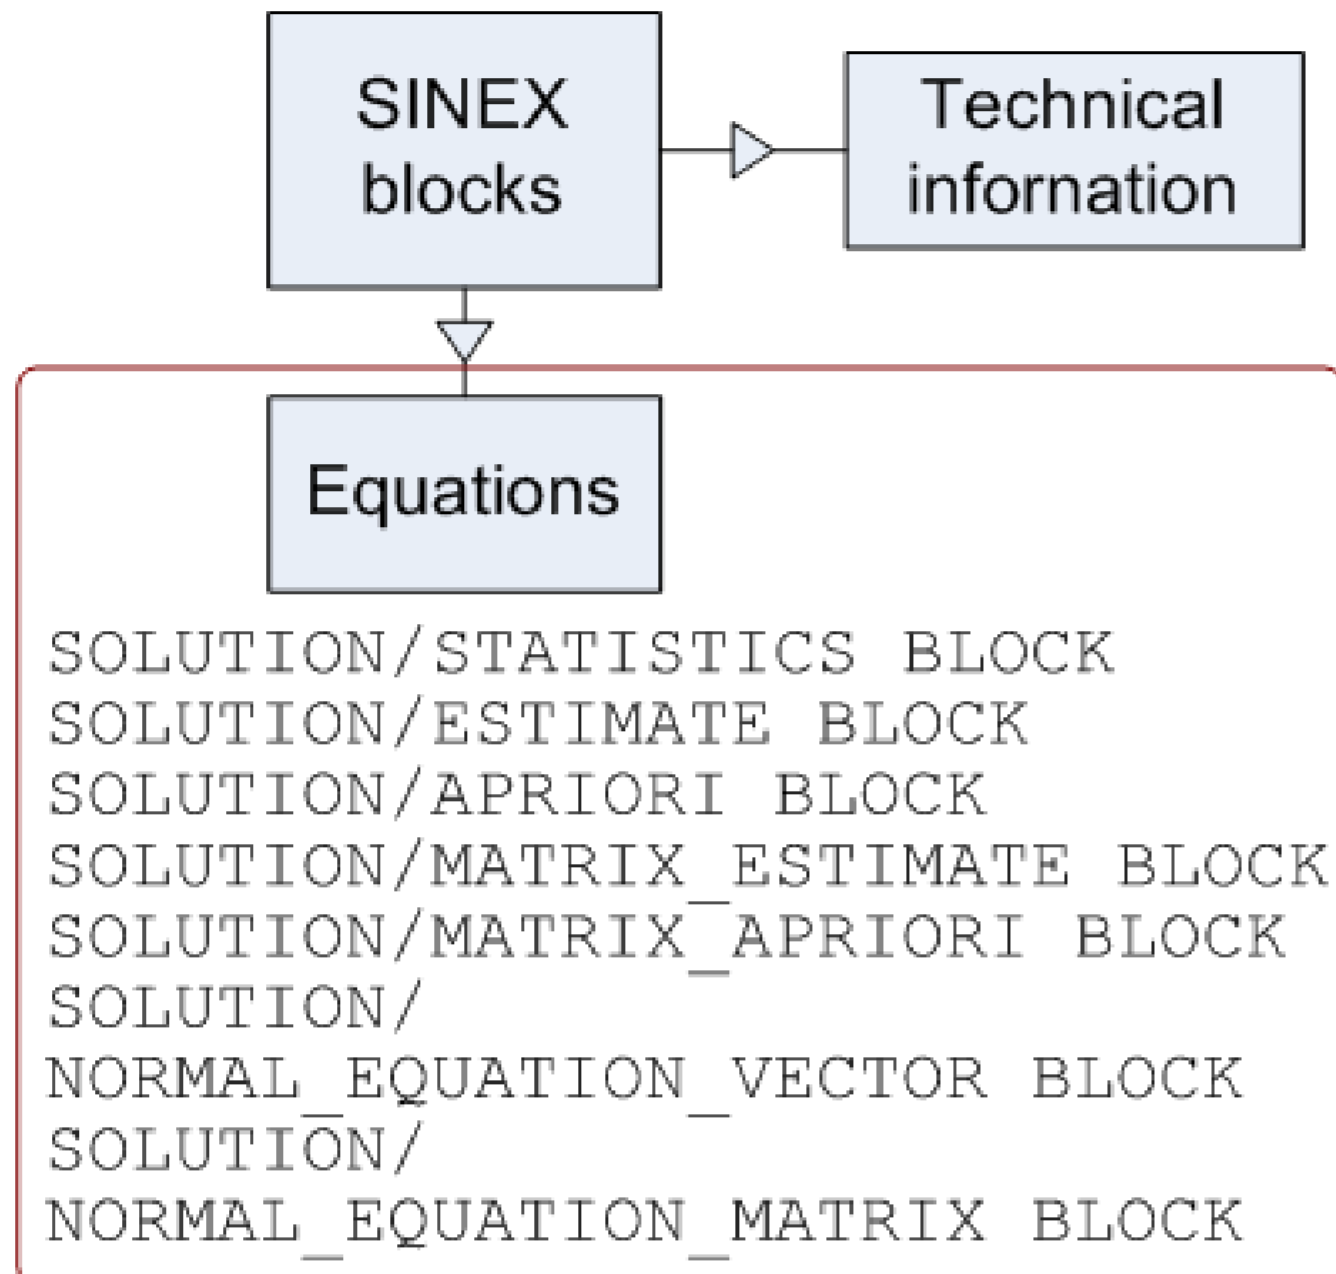 SINEX
blocks
Technical
infornation
Equations
SOLUTION/STATISTICS BLOCK
SOLUTION/ESTIMATE BLOCK
SOLUTION/APRIORI BLOCK
SOLUTION/MATRIX_ESTIMATE BLOCK
SOLUTION/MATRIX_APRIORI BLOCK
SOLUTION/
NORMAL_EQUATION_VECTOR BLOCK
SOLUTION/
NORMAL_EQUATION_MATRIX BLOCK